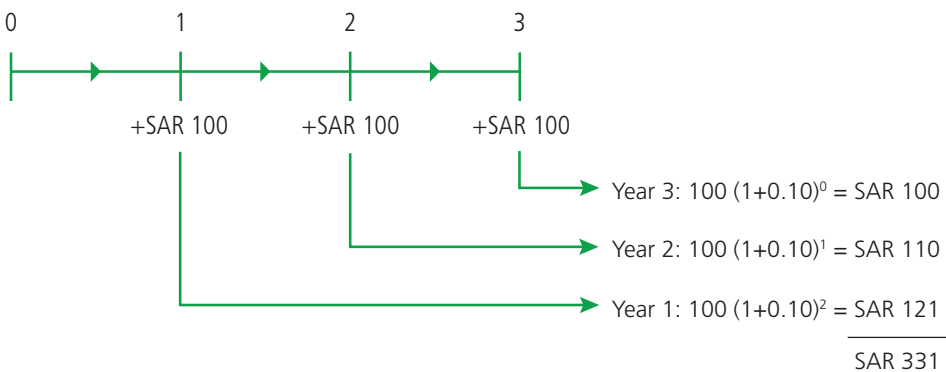 0 1 2 3
+SAR 100 +SAR 100 +SAR 100
Year 3: 100 (1+0.10)⁰ = SAR 100
Year 2: 100 (1+0.10)¹ = SAR 110
Year 1: 100 (1+0.10)² = SAR 121
SAR 331